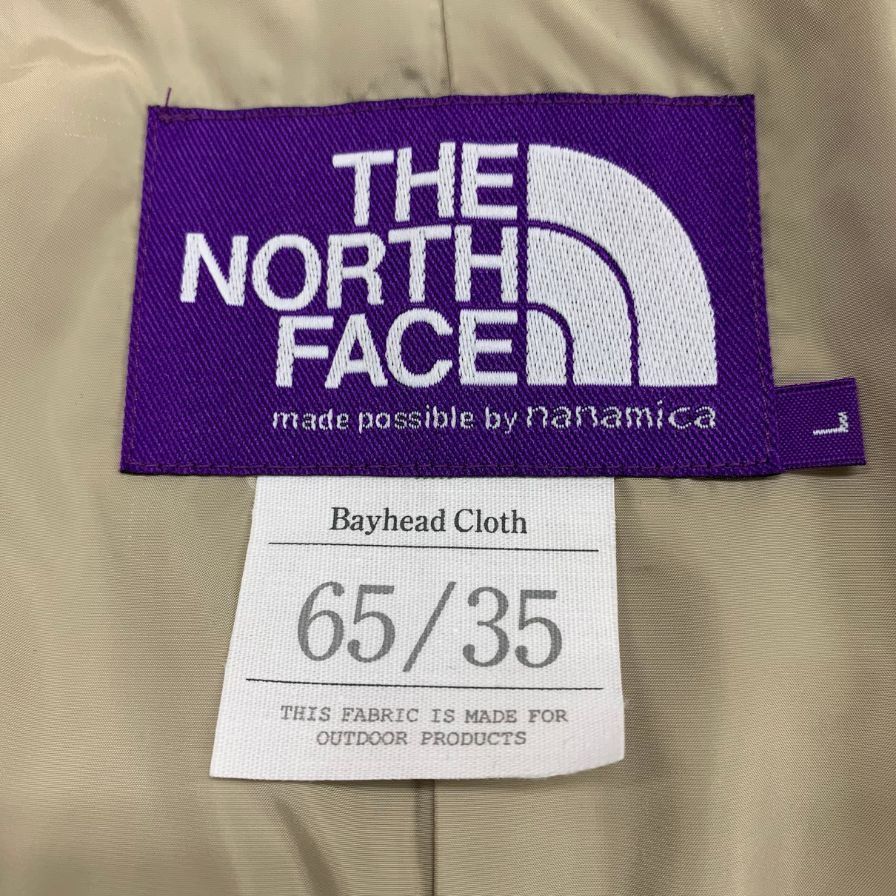 THE
NORTH
FACE
made possible by nanamica
L
Bayhead Cloth
65/35
THIS FABRIC IS MADE FOR
OUTDOOR PRODUCTS